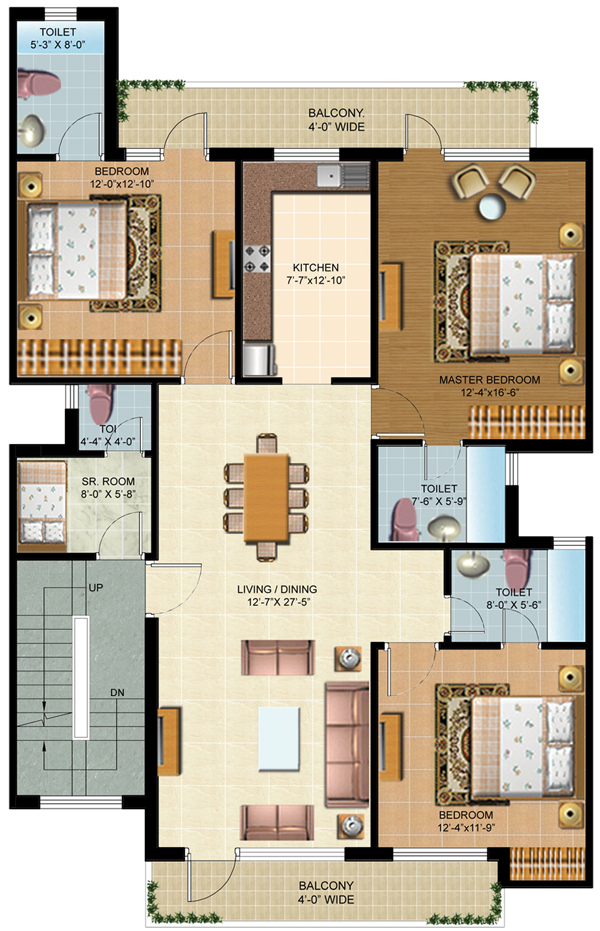 TOILET
5'-3" X 8'-0"
BALCONY.
4'-0" WIDE
BEDROOM
12'-0"x12'-10"
KITCHEN
7'-7"x12'-10"
MASTER BEDROOM
12'-4"x16'-6"
TOI
4'-4" X 4'-0"
SR. ROOM
8'-0" X 5'-8"
TOILET
7'-6" X 5'-9"
UP
LIVING / DINING
12'-7"X 27'-5"
TOILET
8'-0" X 5'-6"
DN
BEDROOM
12'-4"x11'-9"
BALCONY
4'-0" WIDE